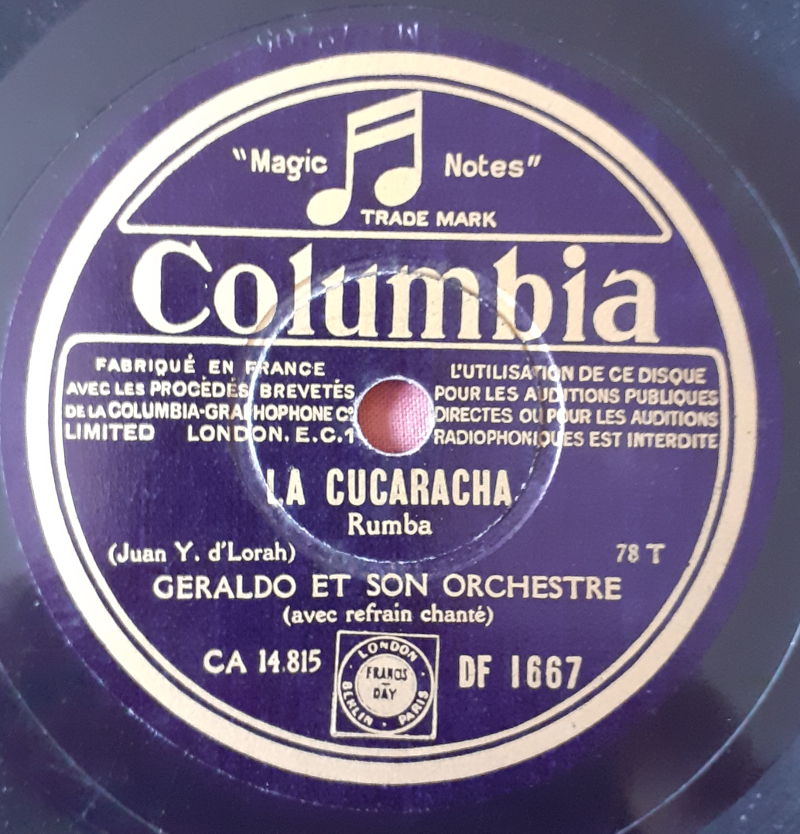 "Magic Notes"
TRADE MARK
Columbia
FABRIQUÉ EN FRANCE
AVEC LES PROCÉDÉS BREVETÉS
DE LA COLUMBIA-GRAPHOPHONE Cº
LIMITED LONDON. E.C.1
L'UTILISATION DE CE DISQUE
POUR LES AUDITIONS PUBLIQUES
DIRECTES OU POUR LES AUDITIONS
RADIOPHONIQUES EST INTERDITE
LA CUCARACHA
Rumba
(Juan Y. d'Lorah)
78 T
GERALDO ET SON ORCHESTRE
(avec refrain chanté)
CA 14.815
LONDON
FRANCIS
DAY
BERLIN · PARIS
DF 1667